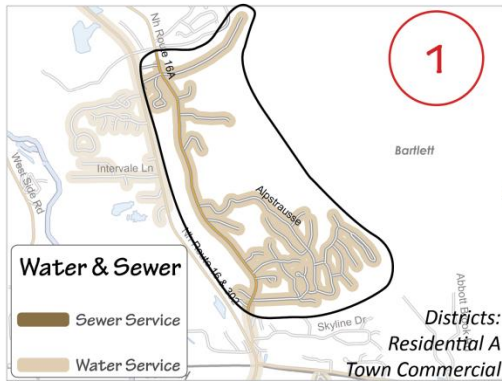 Nh Route 16A
1
Bartlett
West Side Rd
Intervale Ln
Alpstrausse
Nh Route 16 & 302
Water & Sewer
Sewer Service
Water Service
Skyline Dr
Districts:
Residential A
Town Commercial